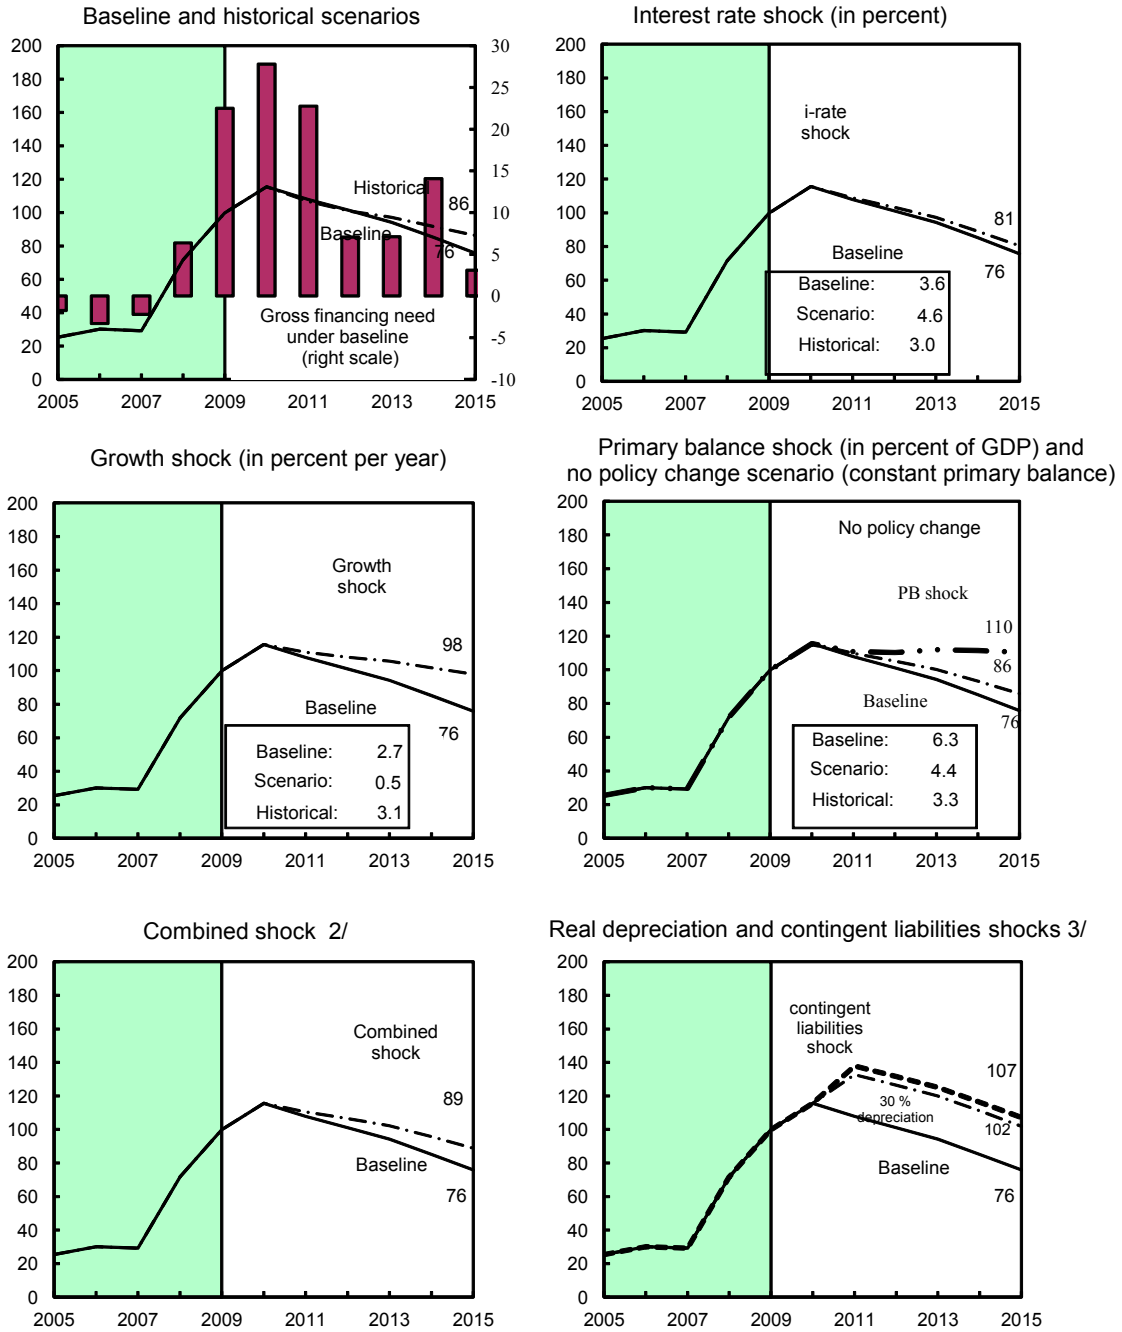 Baseline and historical scenarios
200
180
160
140
120
100
80
60
40
20
0
30
25
20
15
10
5
0
-5
-10
Historical
86
Baseline
76
Gross financing need
under baseline
(right scale)
2005 2007 2009 2011 2013 2015
Interest rate shock (in percent)
200
180
160
140
120
100
80
60
40
20
0
i-rate
shock
81
Baseline
76
Baseline: 3.6
Scenario: 4.6
Historical: 3.0
2005 2007 2009 2011 2013 2015
Growth shock (in percent per year)
200
180
160
140
120
100
80
60
40
20
0
Growth
shock
98
Baseline
76
Baseline: 2.7
Scenario: 0.5
Historical: 3.1
2005 2007 2009 2011 2013 2015
Primary balance shock (in percent of GDP) and
no policy change scenario (constant primary balance)
200
180
160
140
120
100
80
60
40
20
0
No policy change
PB shock
110
86
Baseline
76
Baseline: 6.3
Scenario: 4.4
Historical: 3.3
2005 2007 2009 2011 2013 2015
Combined shock 2/
200
180
160
140
120
100
80
60
40
20
0
Combined
shock
89
Baseline
76
2005 2007 2009 2011 2013 2015
Real depreciation and contingent liabilities shocks 3/
200
180
160
140
120
100
80
60
40
20
0
contingent
liabilities
shock
107
30 %
depreciation
102
Baseline
76
2005 2007 2009 2011 2013 2015